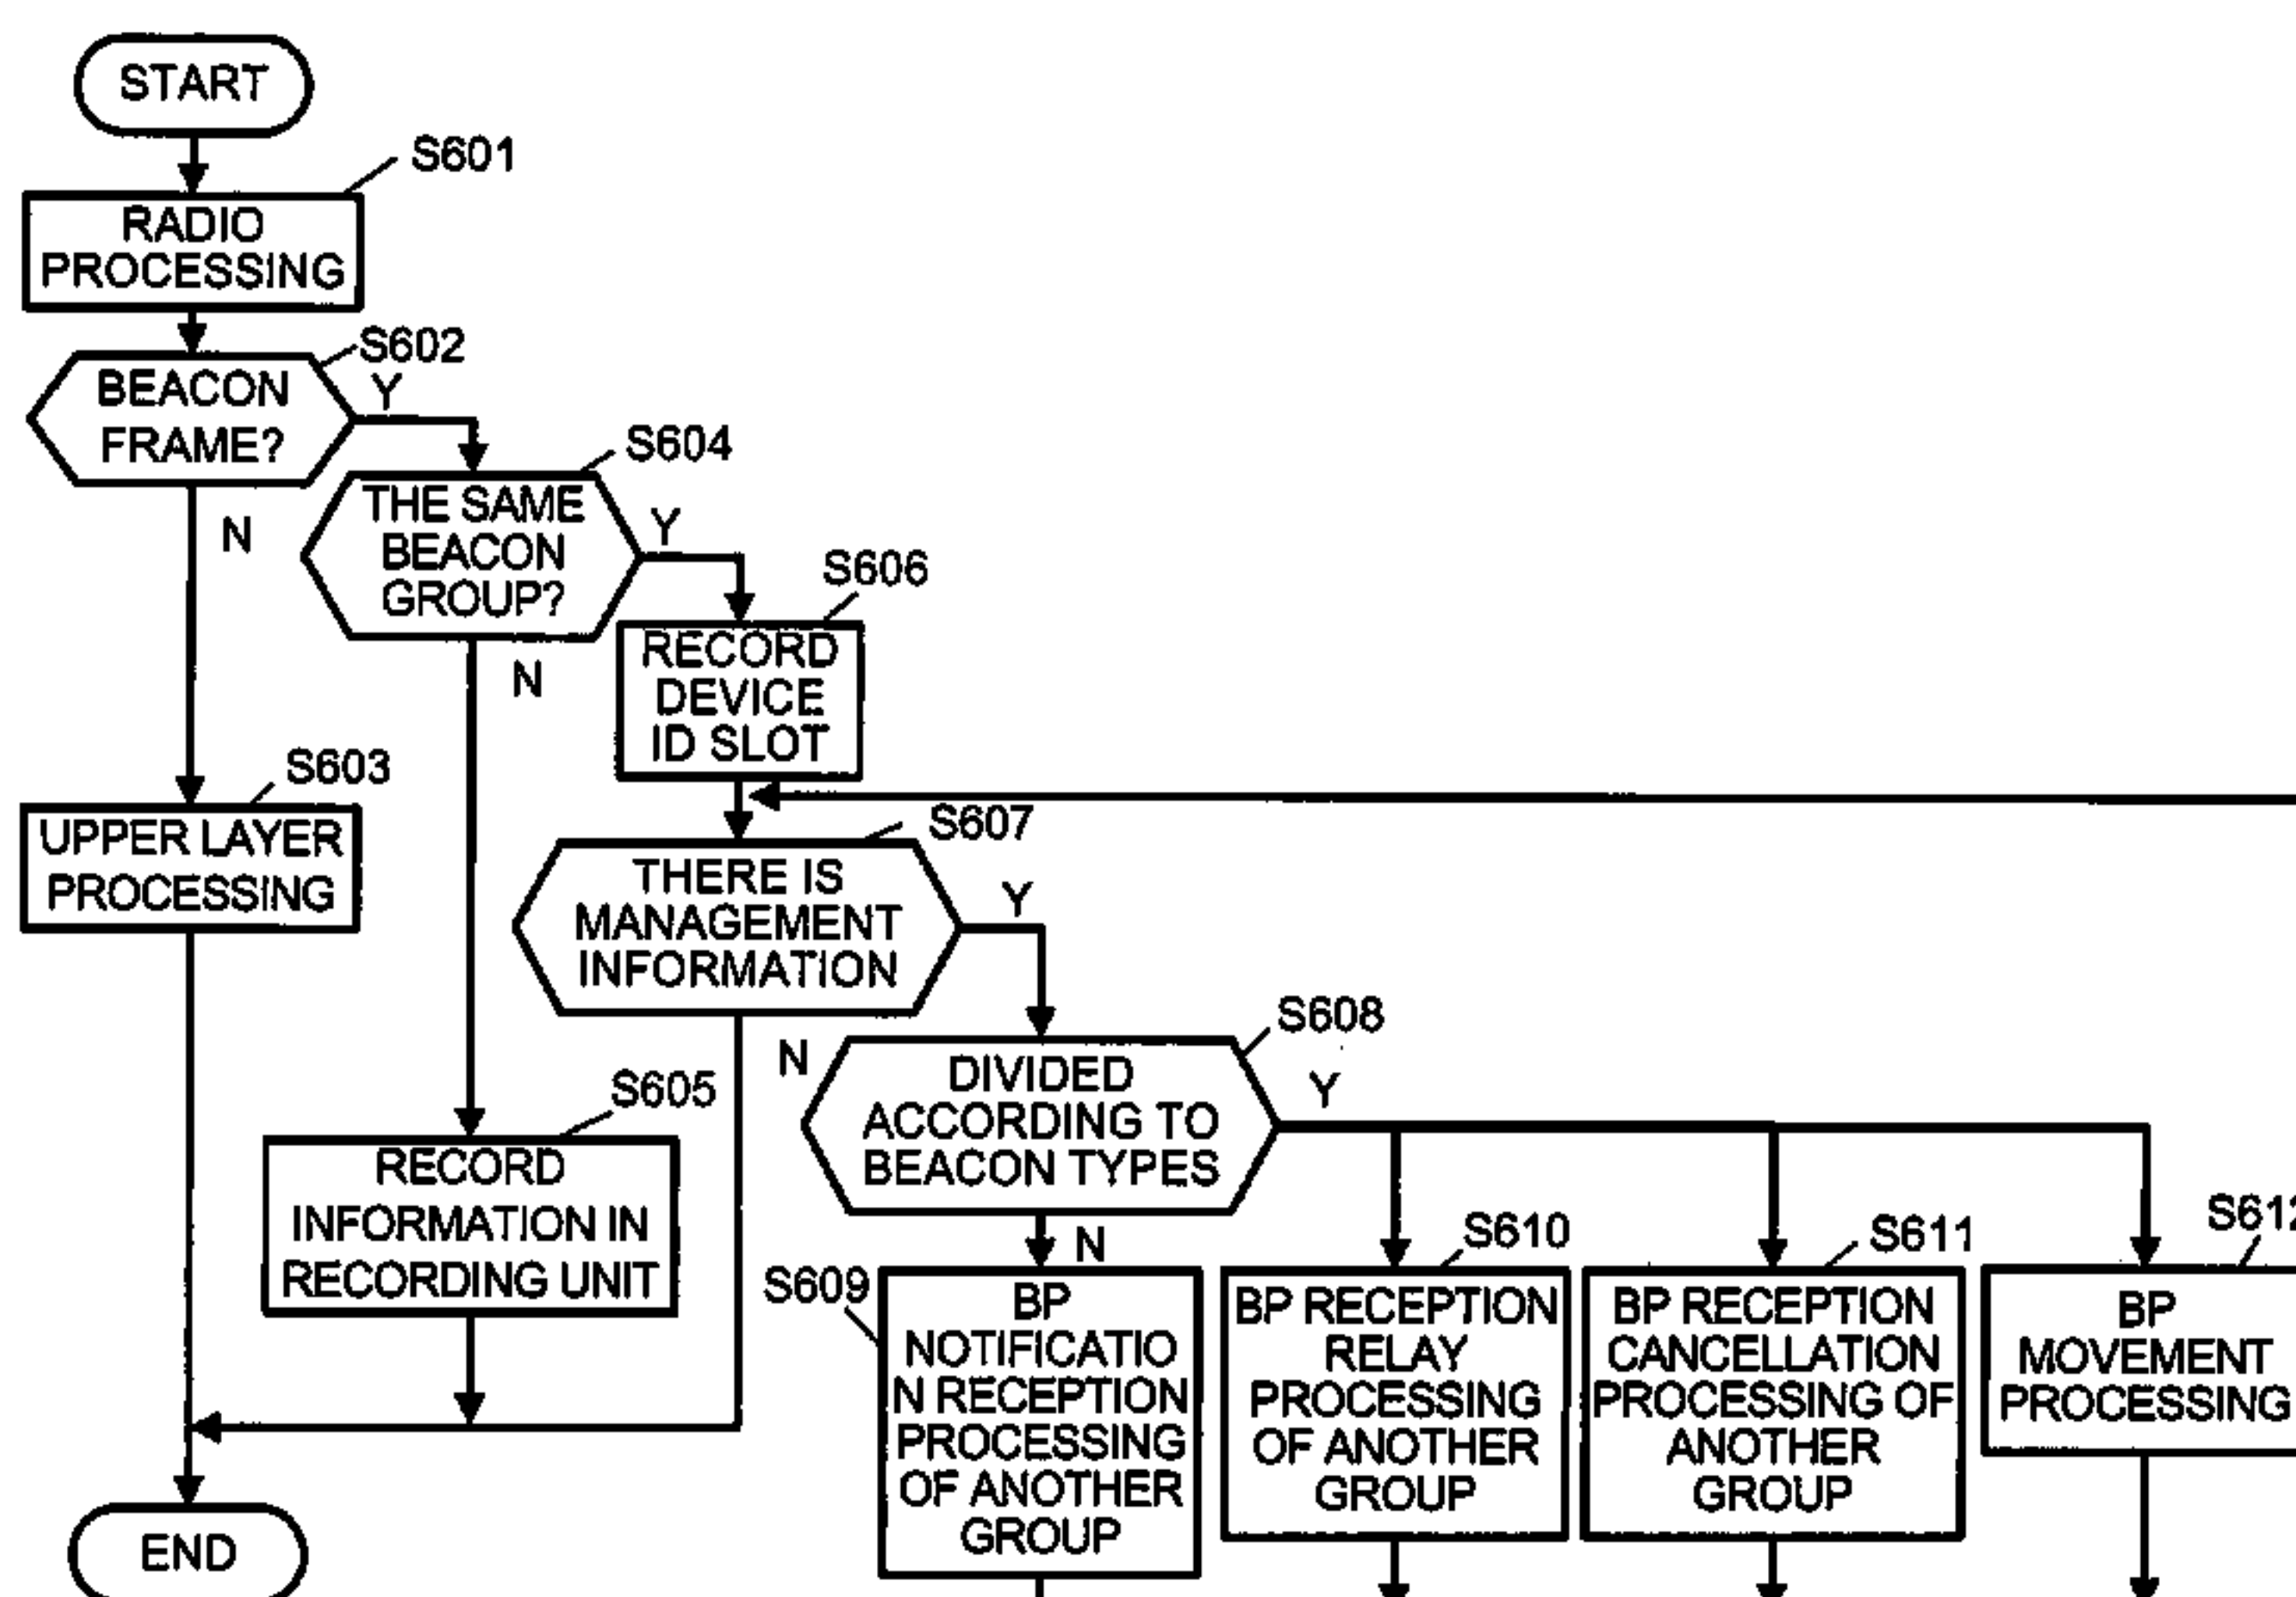 START
S601
RADIO
PROCESSING
S602
BEACON
FRAME?
Y
N
S604
THE SAME
BEACON
GROUP?
Y
N
S606
RECORD
DEVICE
ID SLOT
S603
UPPER LAYER
PROCESSING
S607
THERE IS
MANAGEMENT
INFORMATION
Y
N
S608
DIVIDED
ACCORDING TO
BEACON TYPES
Y
N
S605
RECORD
INFORMATION IN
RECORDING UNIT
S609
BP
NOTIFICATIO
N RECEPTION
PROCESSING
OF ANOTHER
GROUP
S610
BP RECEPTION
RELAY
PROCESSING
OF ANOTHER
GROUP
S611
BP RECEPTION
CANCELLATION
PROCESSING OF
ANOTHER
GROUP
S612
BP
MOVEMENT
PROCESSING
END